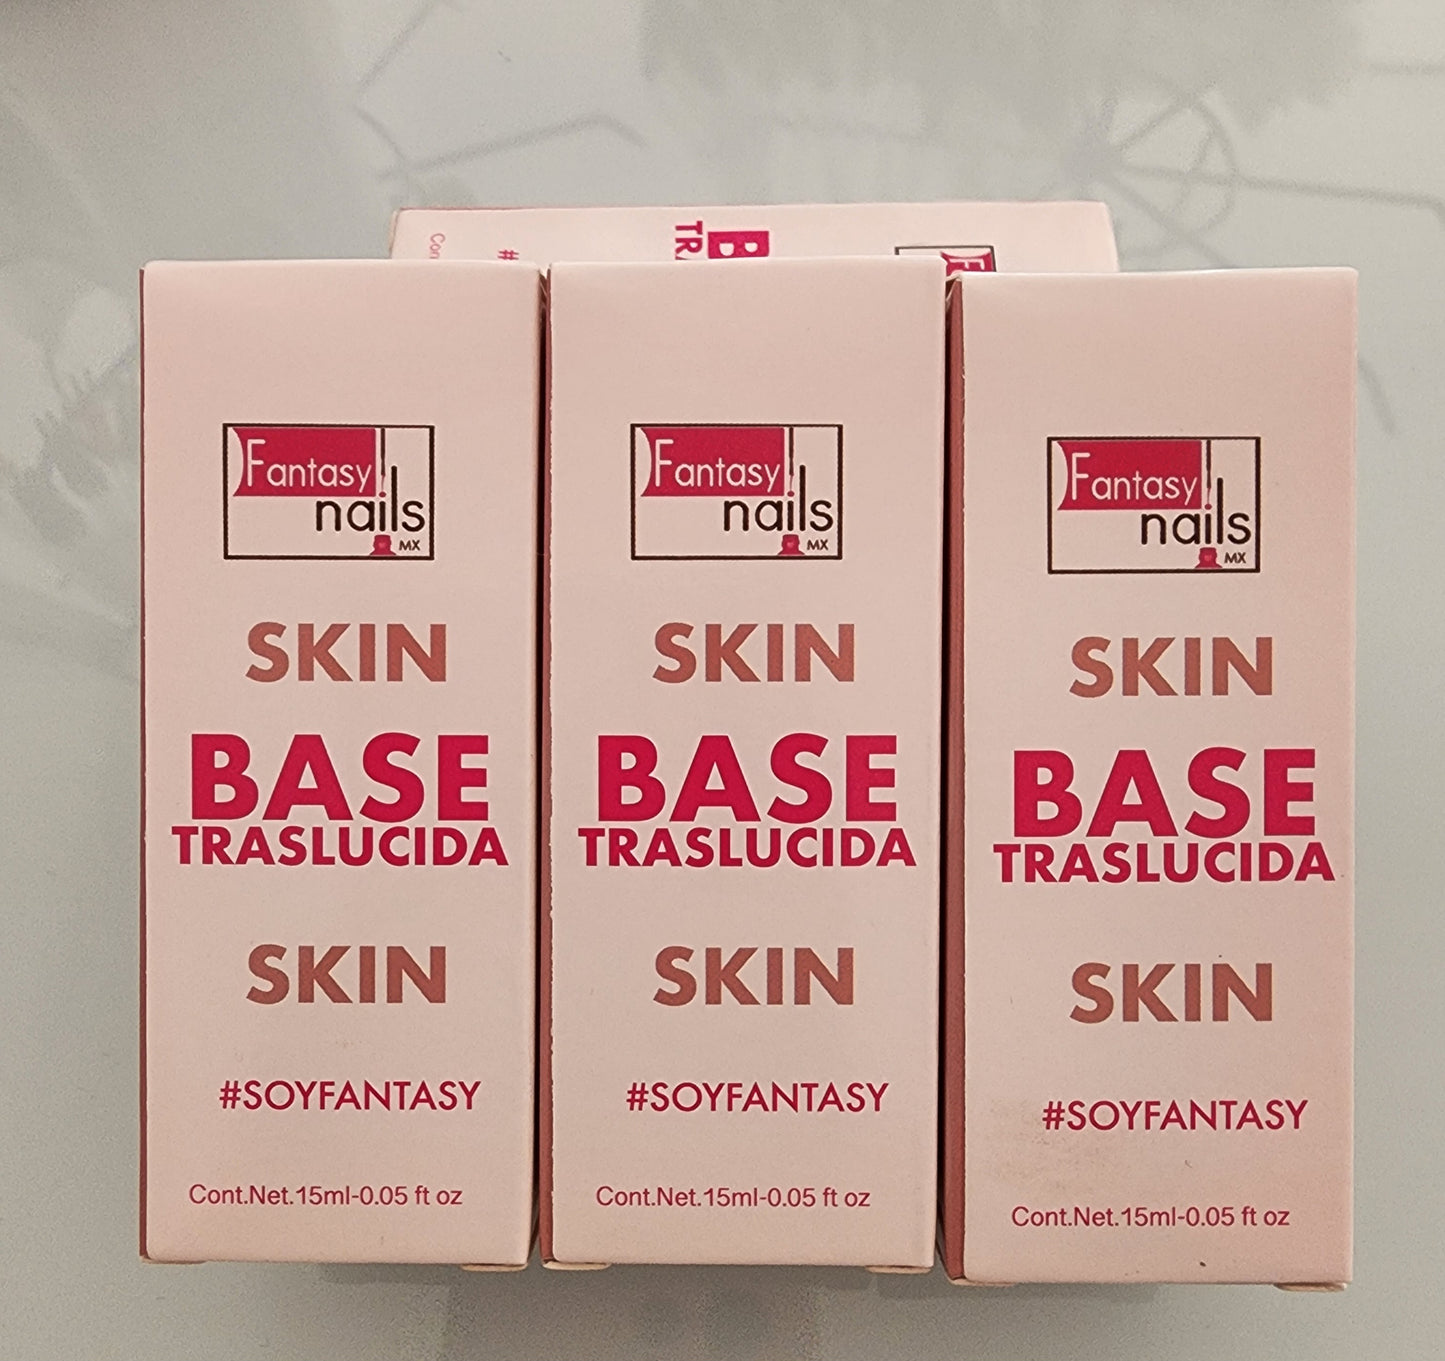 Con
#
TR
B
F
Fantasy
nails
MX
SKIN
BASE
TRASLUCIDA
SKIN
#SOYFANTASY
Cont.Net.15ml-0.05 ft oz
Fantasy
nails
MX
SKIN
BASE
TRASLUCIDA
SKIN
#SOYFANTASY
Cont.Net.15ml-0.05 ft oz
Fantasy
nails
MX
SKIN
BASE
TRASLUCIDA
SKIN
#SOYFANTASY
Cont.Net.15ml-0.05 ft oz